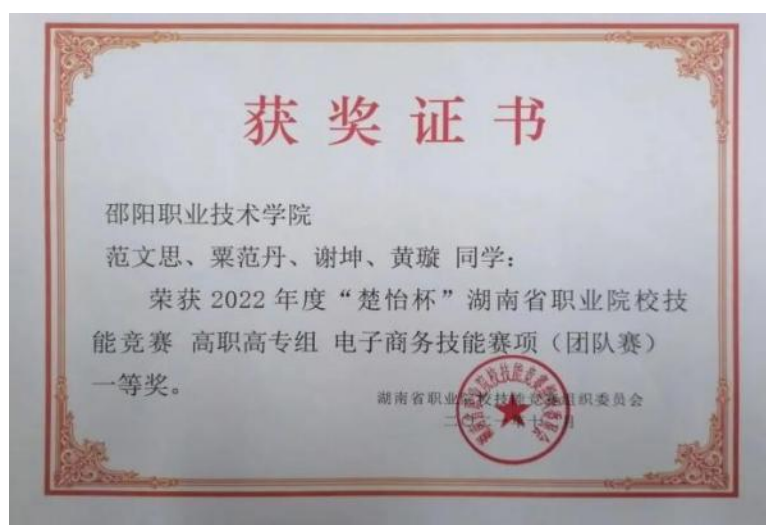 获奖证书
邵阳职业技术学院
范文思、粟范丹、谢坤、黄璇 同学：
荣获 2022 年度“楚怡杯”湖南省职业院校技
能竞赛 高职高专组 电子商务技能赛项（团队赛）
一等奖。
湖南省职业院校技能竞赛组织委员会